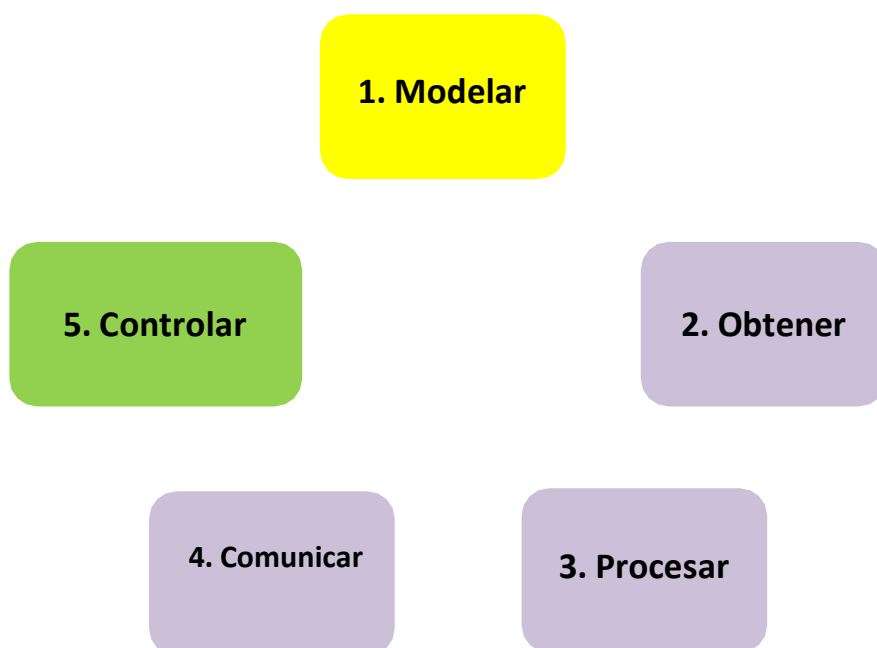 1. Modelar
2. Obtener
3. Procesar
4. Comunicar
5. Controlar